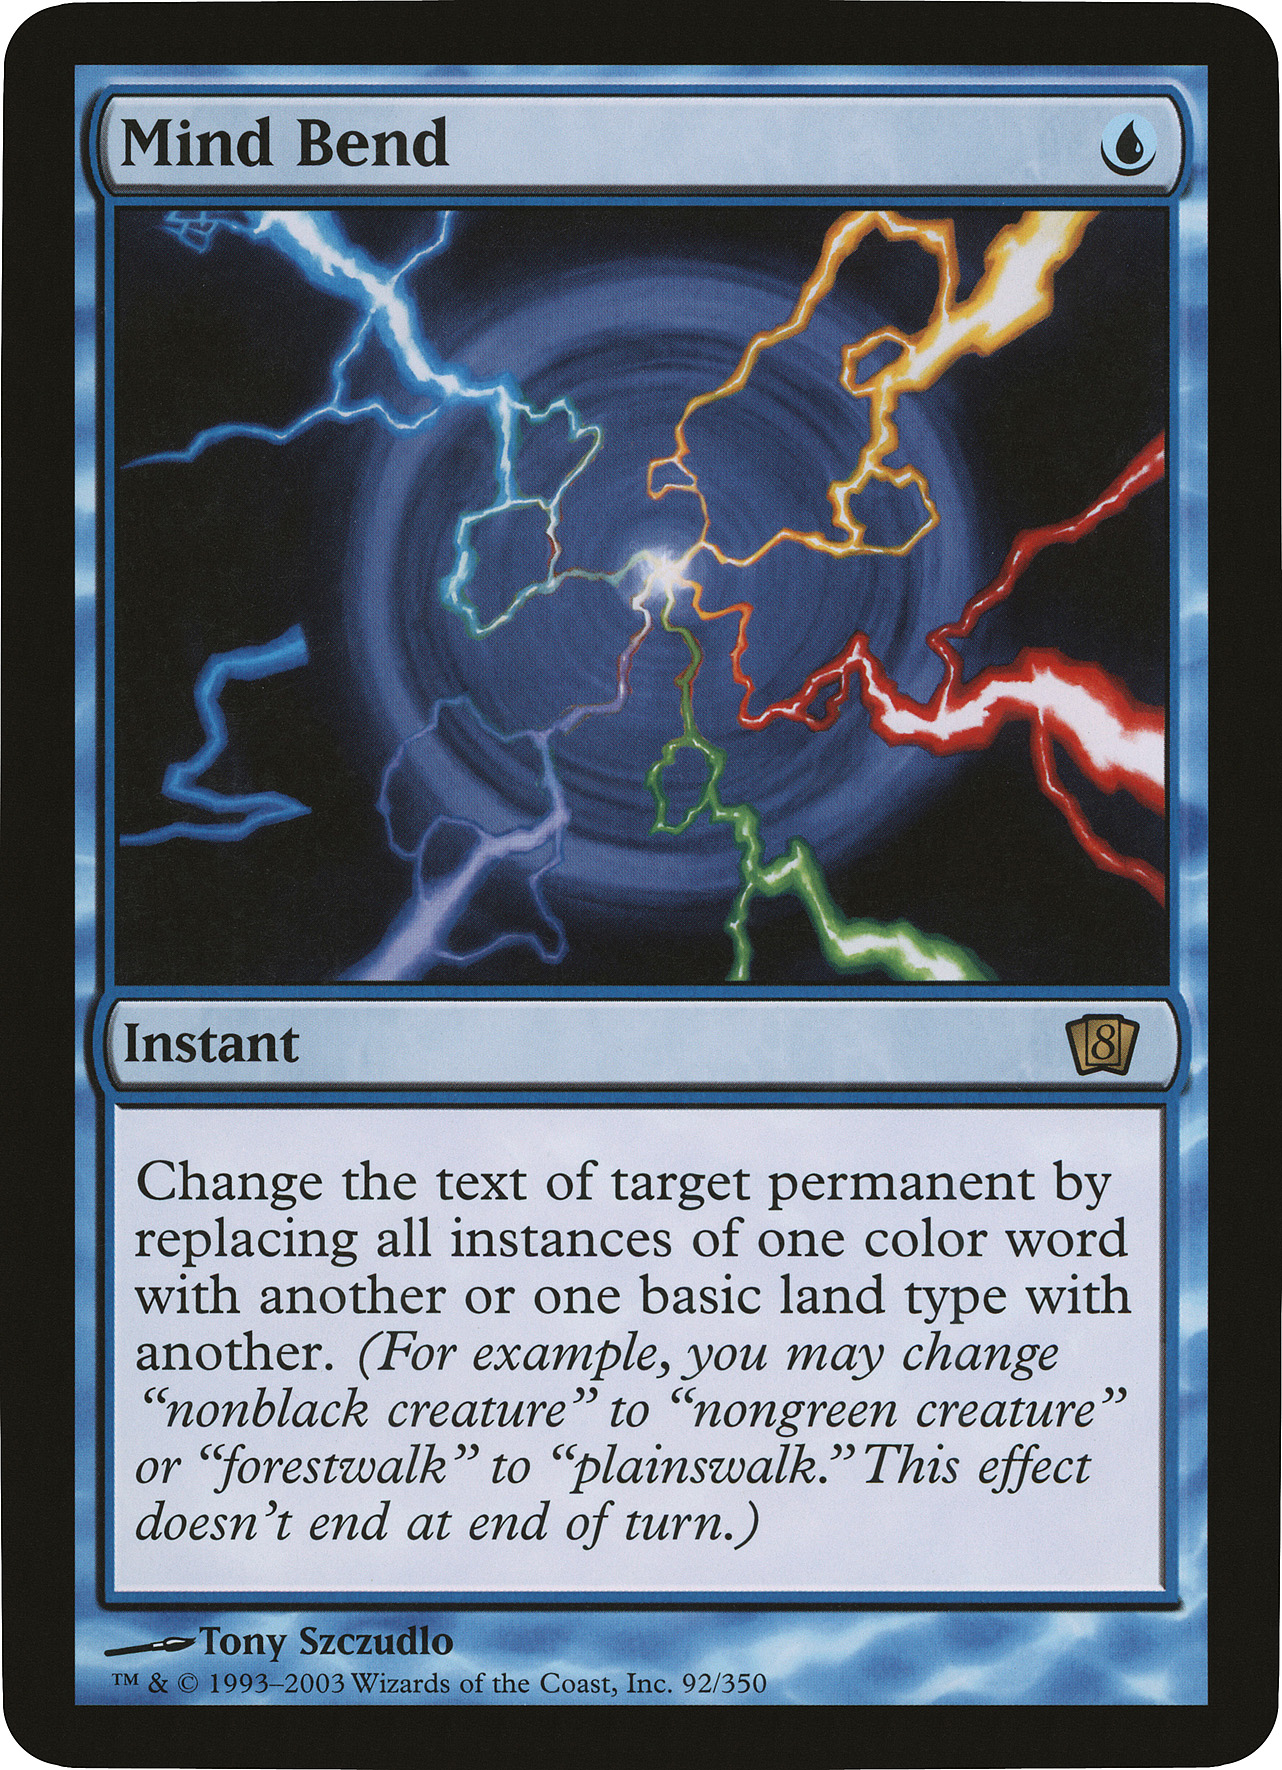 Mind Bend
Instant
8
Change the text of target permanent by
replacing all instances of one color word
with another or one basic land type with
another. (For example, you may change
“nonblack creature” to “nongreen creature”
or “forestwalk” to “plainswalk.” This effect
doesn’t end at end of turn.)
Tony Szczudlo
™ & © 1993–2003 Wizards of the Coast, Inc. 92/350